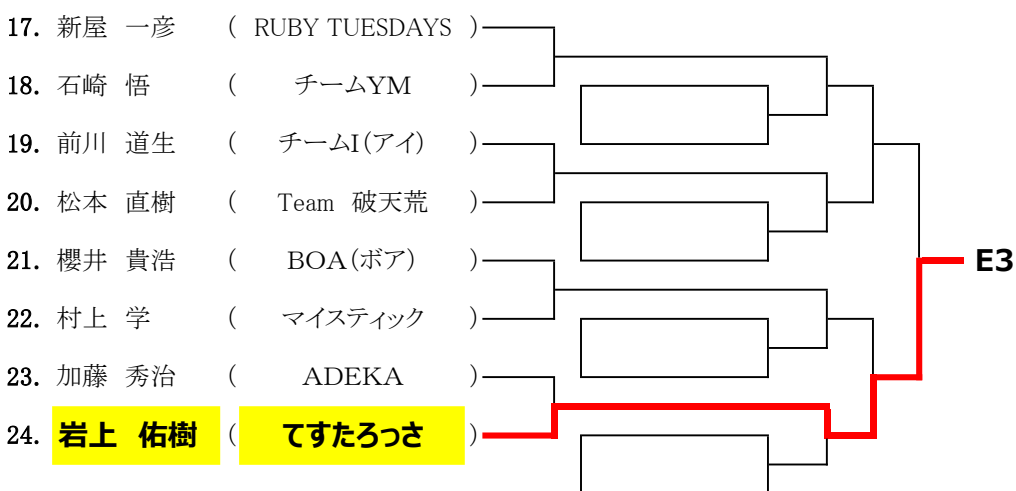 17. 新屋 一彦 ( RUBY TUESDAYS )
18. 石崎 悟 ( チームYM )
19. 前川 道生 ( チームI(アイ) )
20. 松本 直樹 ( Team 破天荒 )
21. 櫻井 貴浩 ( BOA(ボア) )
E3
22. 村上 学 ( マイスティック )
23. 加藤 秀治 ( ADEKA )
24. 岩上 佑樹 ( てすたろっさ )